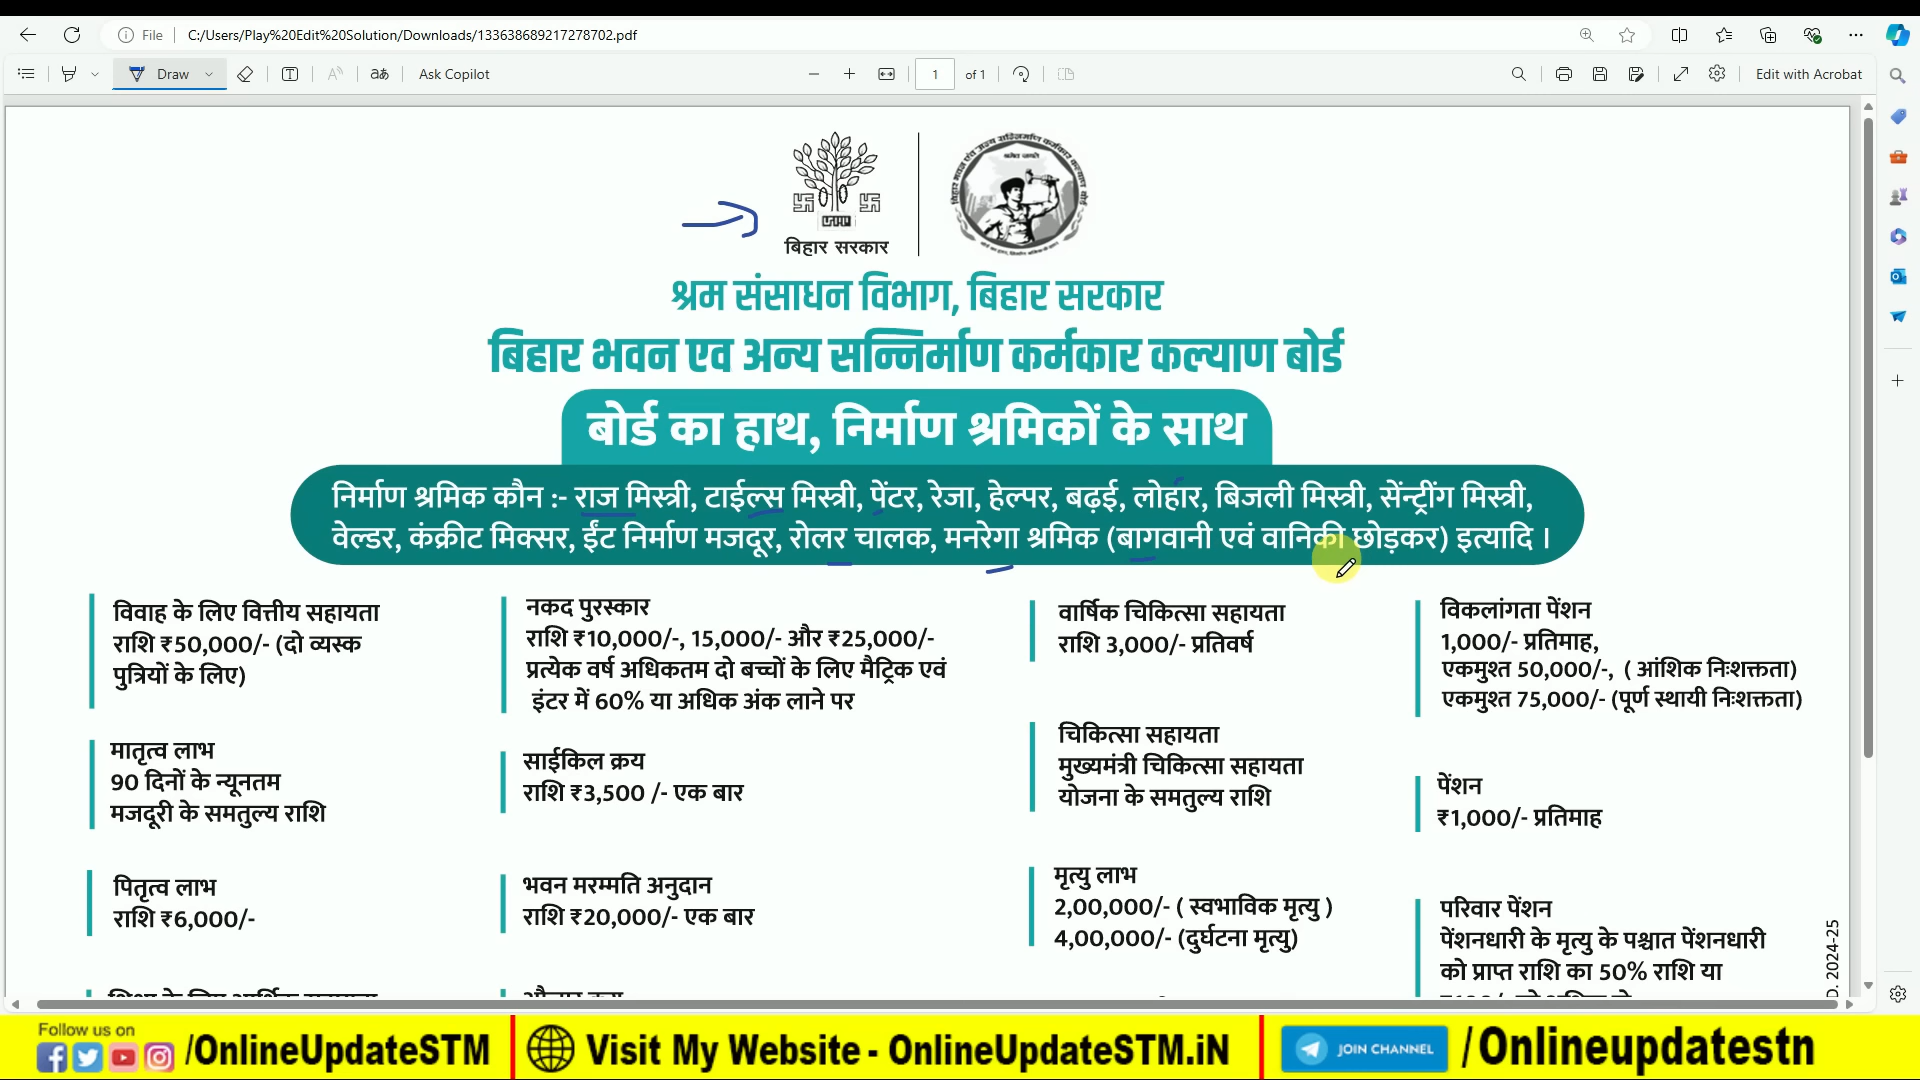 File
C:/Users/Play%20Edit%20Solution/Downloads/133638689217278702.pdf
Draw
Ask Copilot
1 of 1
Edit with Acrobat
बिहार सरकार
श्रम संसाधन विभाग, बिहार सरकार
बिहार भवन एव अन्य सन्निर्माण कर्मकार कल्याण बोर्ड
बोर्ड का हाथ, निर्माण श्रमिकों के साथ
निर्माण श्रमिक कौन :- राज मिस्त्री, टाईल्स मिस्त्री, पेंटर, रेजा, हेल्पर, बढ़ई, लोहार, बिजली मिस्त्री, सेंन्ट्रींग मिस्त्री,
वेल्डर, कंक्रीट मिक्सर, ईंट निर्माण मजदूर, रोलर चालक, मनरेगा श्रमिक (बागवानी एवं वानिकी छोड़कर) इत्यादि ।
विवाह के लिए वित्तीय सहायता
राशि ₹50,000/- (दो व्यस्क
पुत्रियों के लिए)
मातृत्व लाभ
90 दिनों के न्यूनतम
मजदूरी के समतुल्य राशि
पितृत्व लाभ
राशि ₹6,000/-
नकद पुरस्कार
राशि ₹10,000/-, 15,000/- और ₹25,000/-
प्रत्येक वर्ष अधिकतम दो बच्चों के लिए मैट्रिक एवं
इंटर में 60% या अधिक अंक लाने पर
साईकिल क्रय
राशि ₹3,500 /- एक बार
भवन मरम्मति अनुदान
राशि ₹20,000/- एक बार
वार्षिक चिकित्सा सहायता
राशि 3,000/- प्रतिवर्ष
चिकित्सा सहायता
मुख्यमंत्री चिकित्सा सहायता
योजना के समतुल्य राशि
मृत्यु लाभ
2,00,000/- ( स्वभाविक मृत्यु )
4,00,000/- (दुर्घटना मृत्यु)
विकलांगता पेंशन
1,000/- प्रतिमाह,
एकमुश्त 50,000/-, ( आंशिक निःशक्तता)
एकमुश्त 75,000/- (पूर्ण स्थायी निःशक्तता)
पेंशन
₹1,000/- प्रतिमाह
परिवार पेंशन
पेंशनधारी के मृत्यु के पश्चात पेंशनधारी
को प्राप्त राशि का 50% राशि या
D. 2024-25
Follow us on
/OnlineUpdateSTM
Visit My Website - OnlineUpdateSTM.iN
JOIN CHANNEL
/Onlineupdatestn